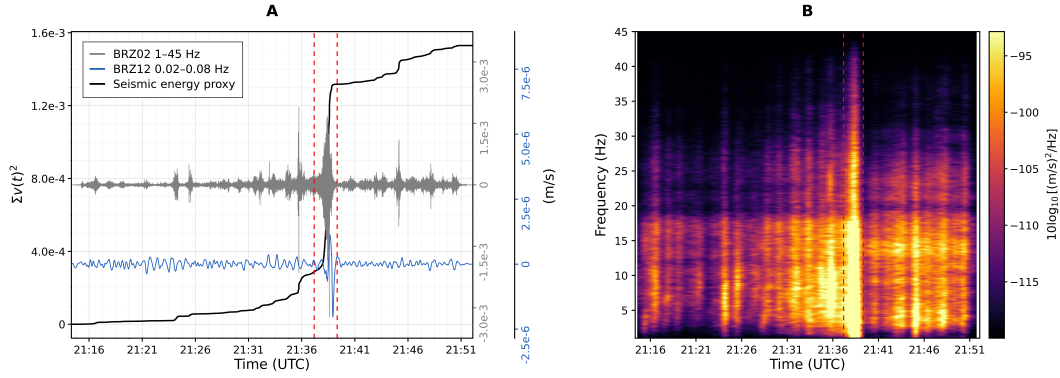 A
1.6e-3
1.2e-3
8.0e-4
4.0e-4
0
Σv(t)²
BRZ02 1–45 Hz
BRZ12 0.02–0.08 Hz
Seismic energy proxy
3.0e-3
1.5e-3
0
-1.5e-3
-3.0e-3
7.5e-6
5.0e-6
2.5e-6
0
-2.5e-6
(m/s)
21:16 21:21 21:26 21:31 21:36 21:41 21:46 21:52
Time (UTC)
B
45
40
35
30
25
20
15
10
5
Frequency (Hz)
21:16 21:21 21:26 21:31 21:36 21:41 21:46 21:51
Time (UTC)
−95
−100
−105
−110
−115
10log₁₀ [(m/s)²/Hz]